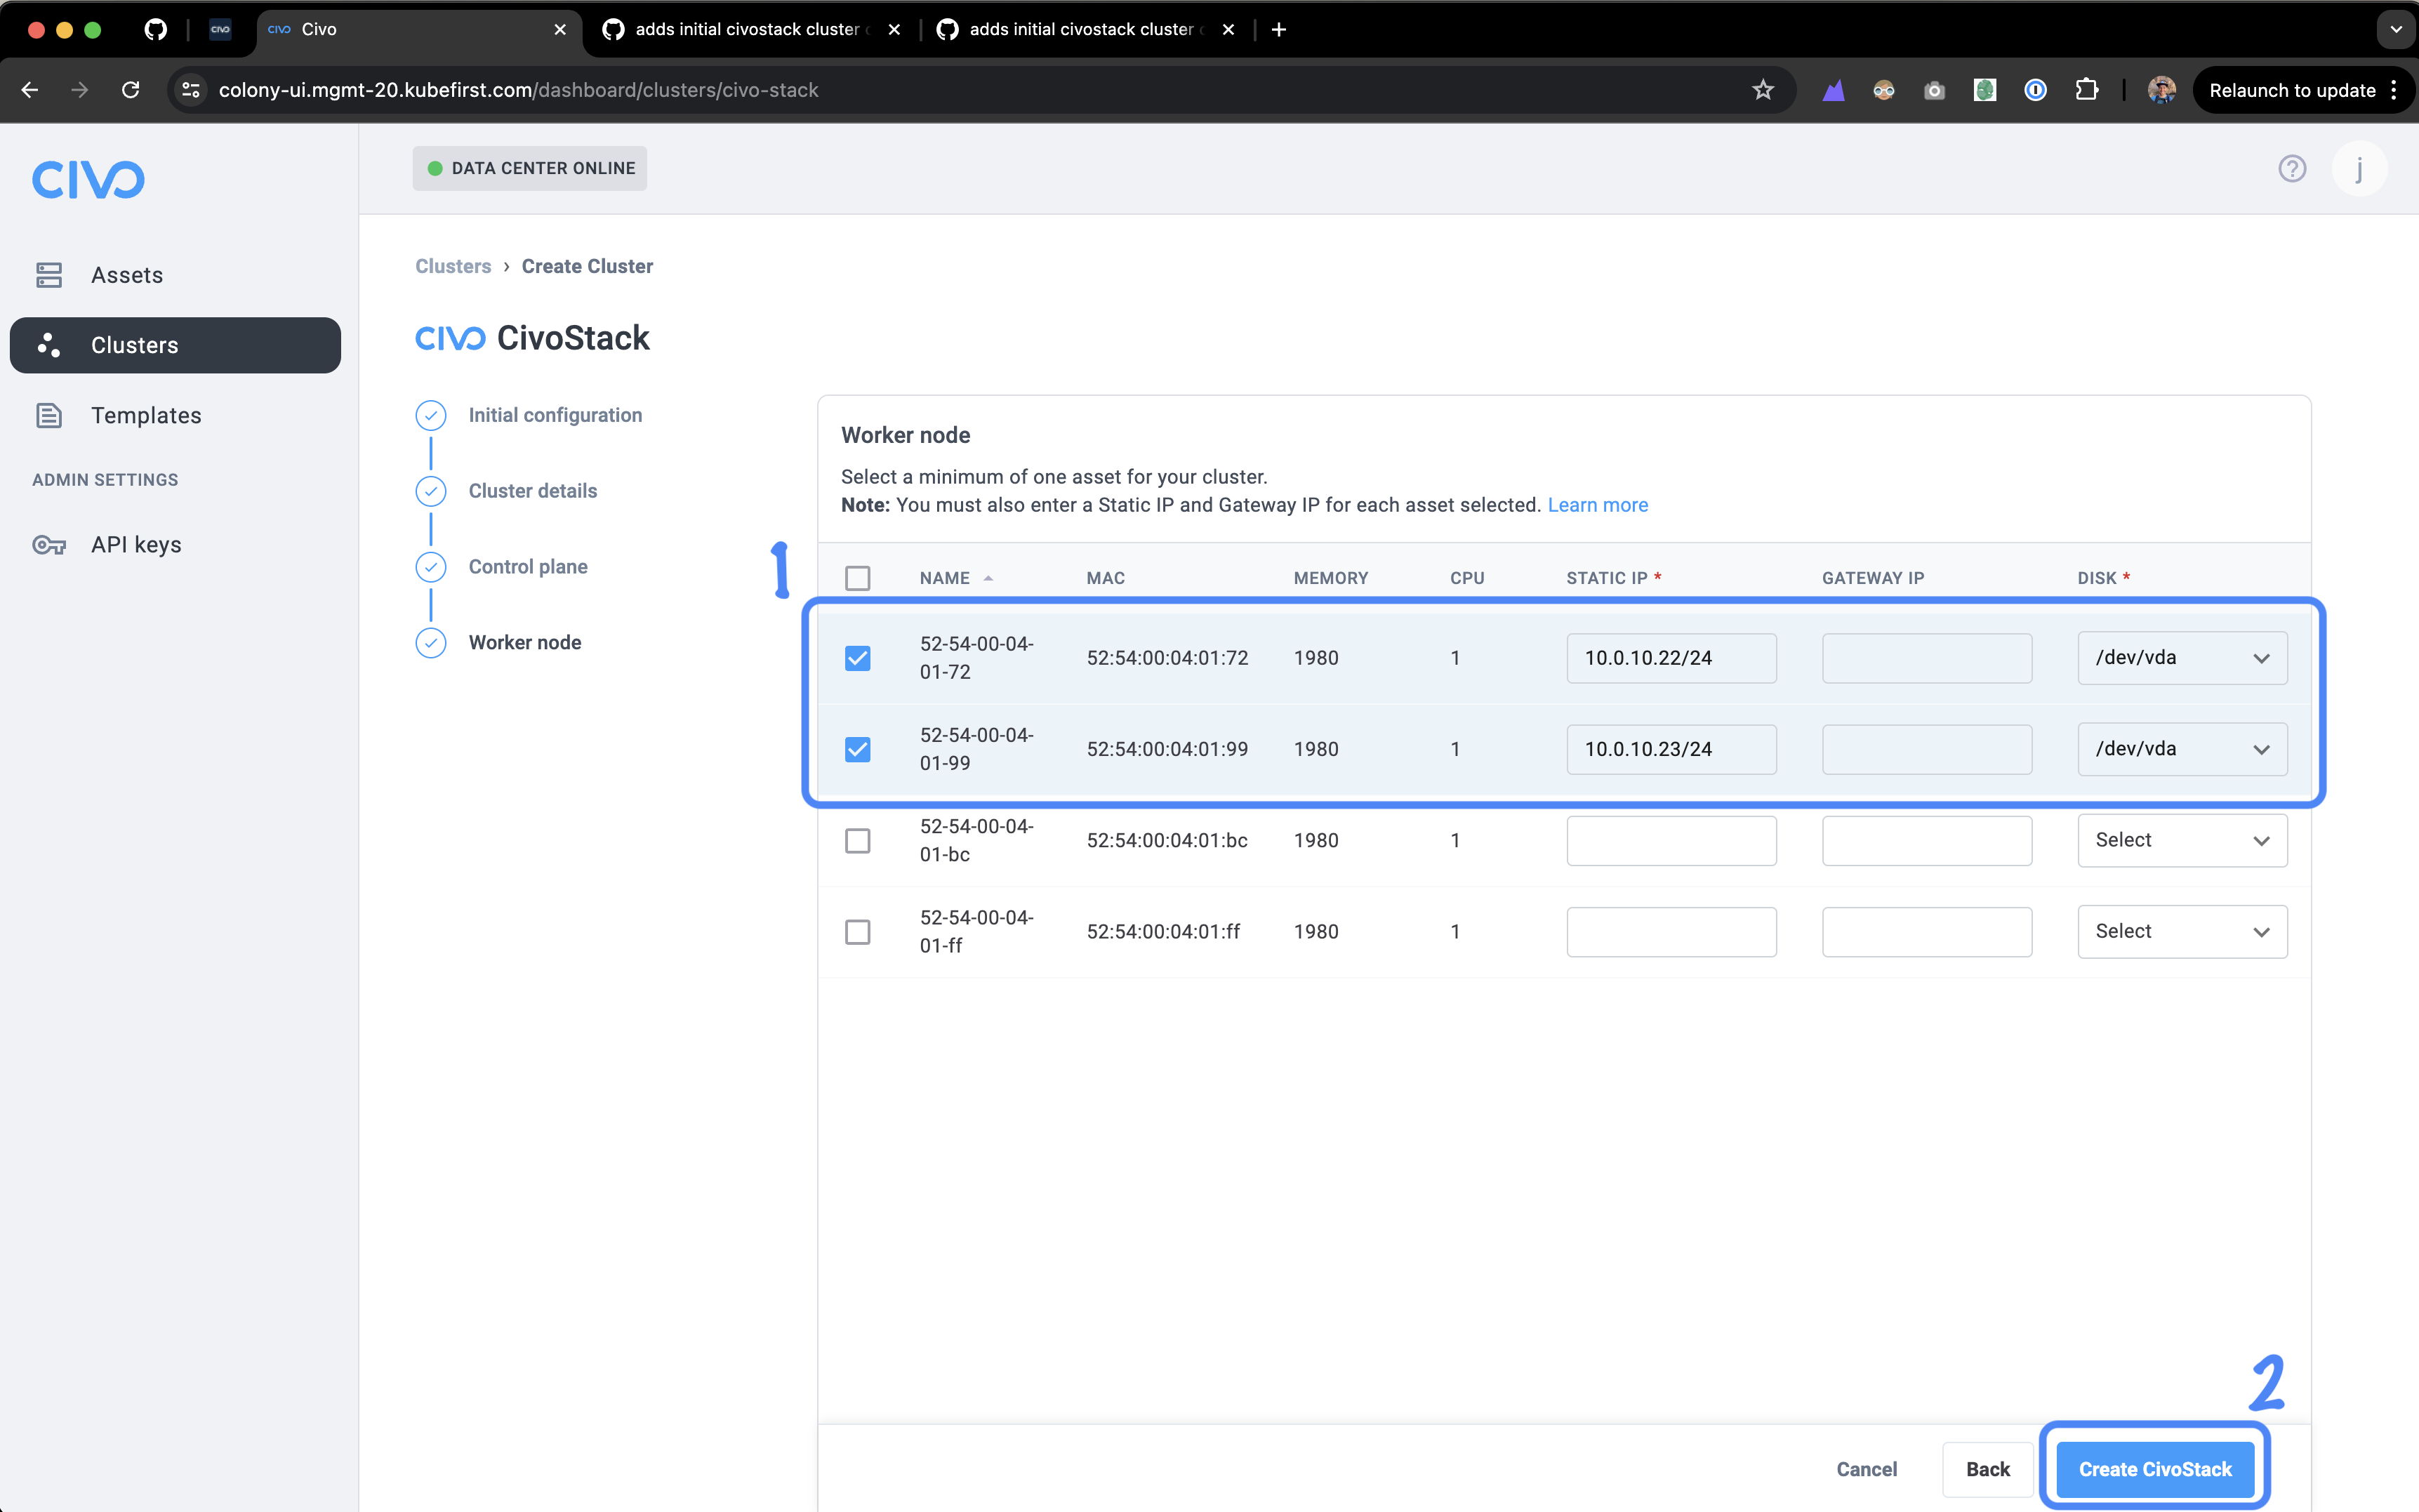 CIVO
Civo
adds initial civostack cluster
adds initial civostack cluster
colony-ui.mgmt-20.kubefirst.com/dashboard/clusters/civo-stack
Relaunch to update
CIVO
DATA CENTER ONLINE
j
Assets
Clusters
Templates
ADMIN SETTINGS
API keys
Clusters › Create Cluster
CIVO CivoStack
Initial configuration
Cluster details
Control plane
Worker node
Worker node
Select a minimum of one asset for your cluster.
Note: You must also enter a Static IP and Gateway IP for each asset selected. Learn more
1
NAME MAC MEMORY CPU STATIC IP * GATEWAY IP DISK *
52-54-00-04-01-72 52:54:00:04:01:72 1980 1 10.0.10.22/24 /dev/vda
52-54-00-04-01-99 52:54:00:04:01:99 1980 1 10.0.10.23/24 /dev/vda
52-54-00-04-01-bc 52:54:00:04:01:bc 1980 1 Select
52-54-00-04-01-ff 52:54:00:04:01:ff 1980 1 Select
2
Cancel Back Create CivoStack